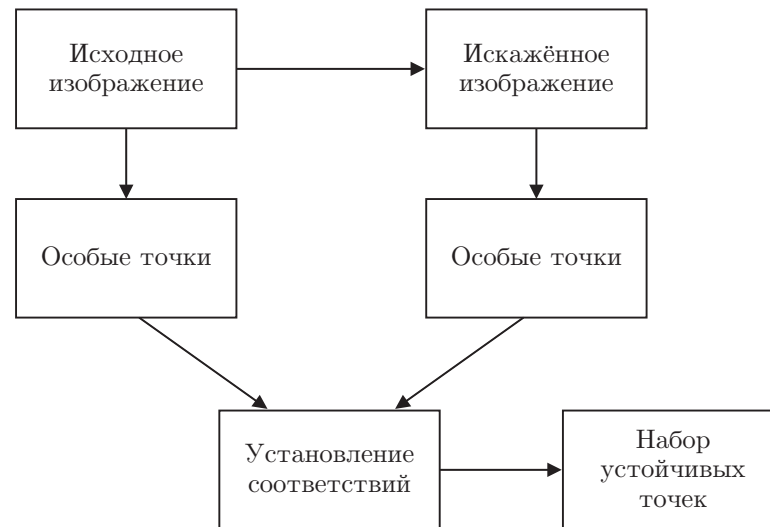 Исходное
изображение
Искажённое
изображение
Особые точки
Особые точки
Установление
соответствий
Набор
устойчивых
точек